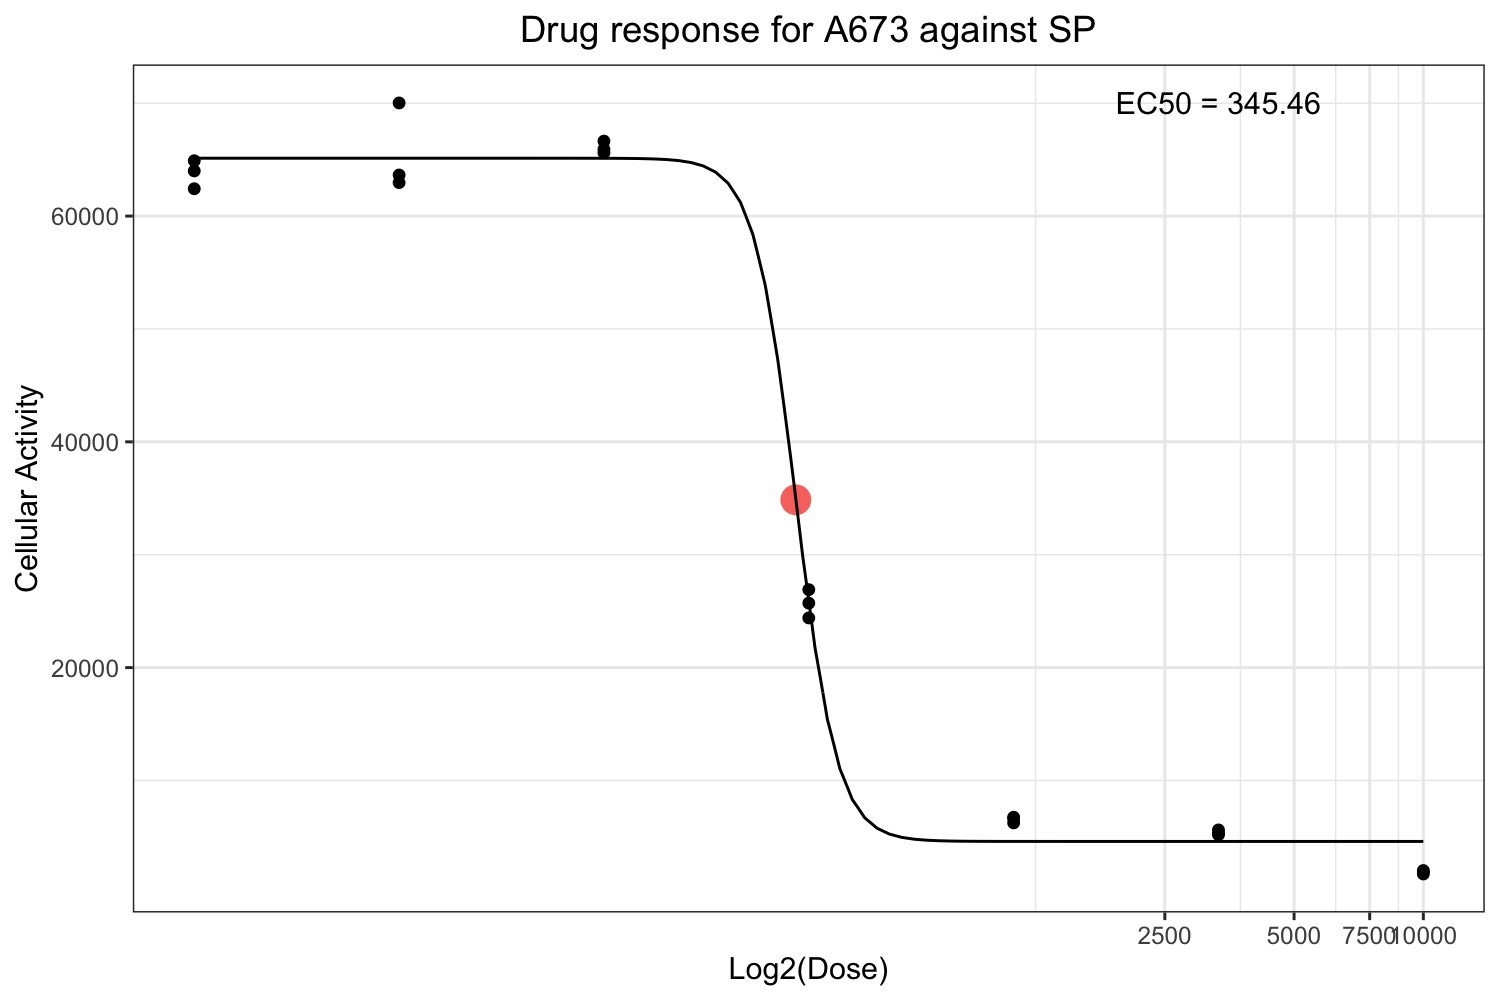 Drug response for A673 against SP
EC50 = 345.46
Cellular Activity
60000
40000
20000
2500
5000
7500
10000
Log2(Dose)